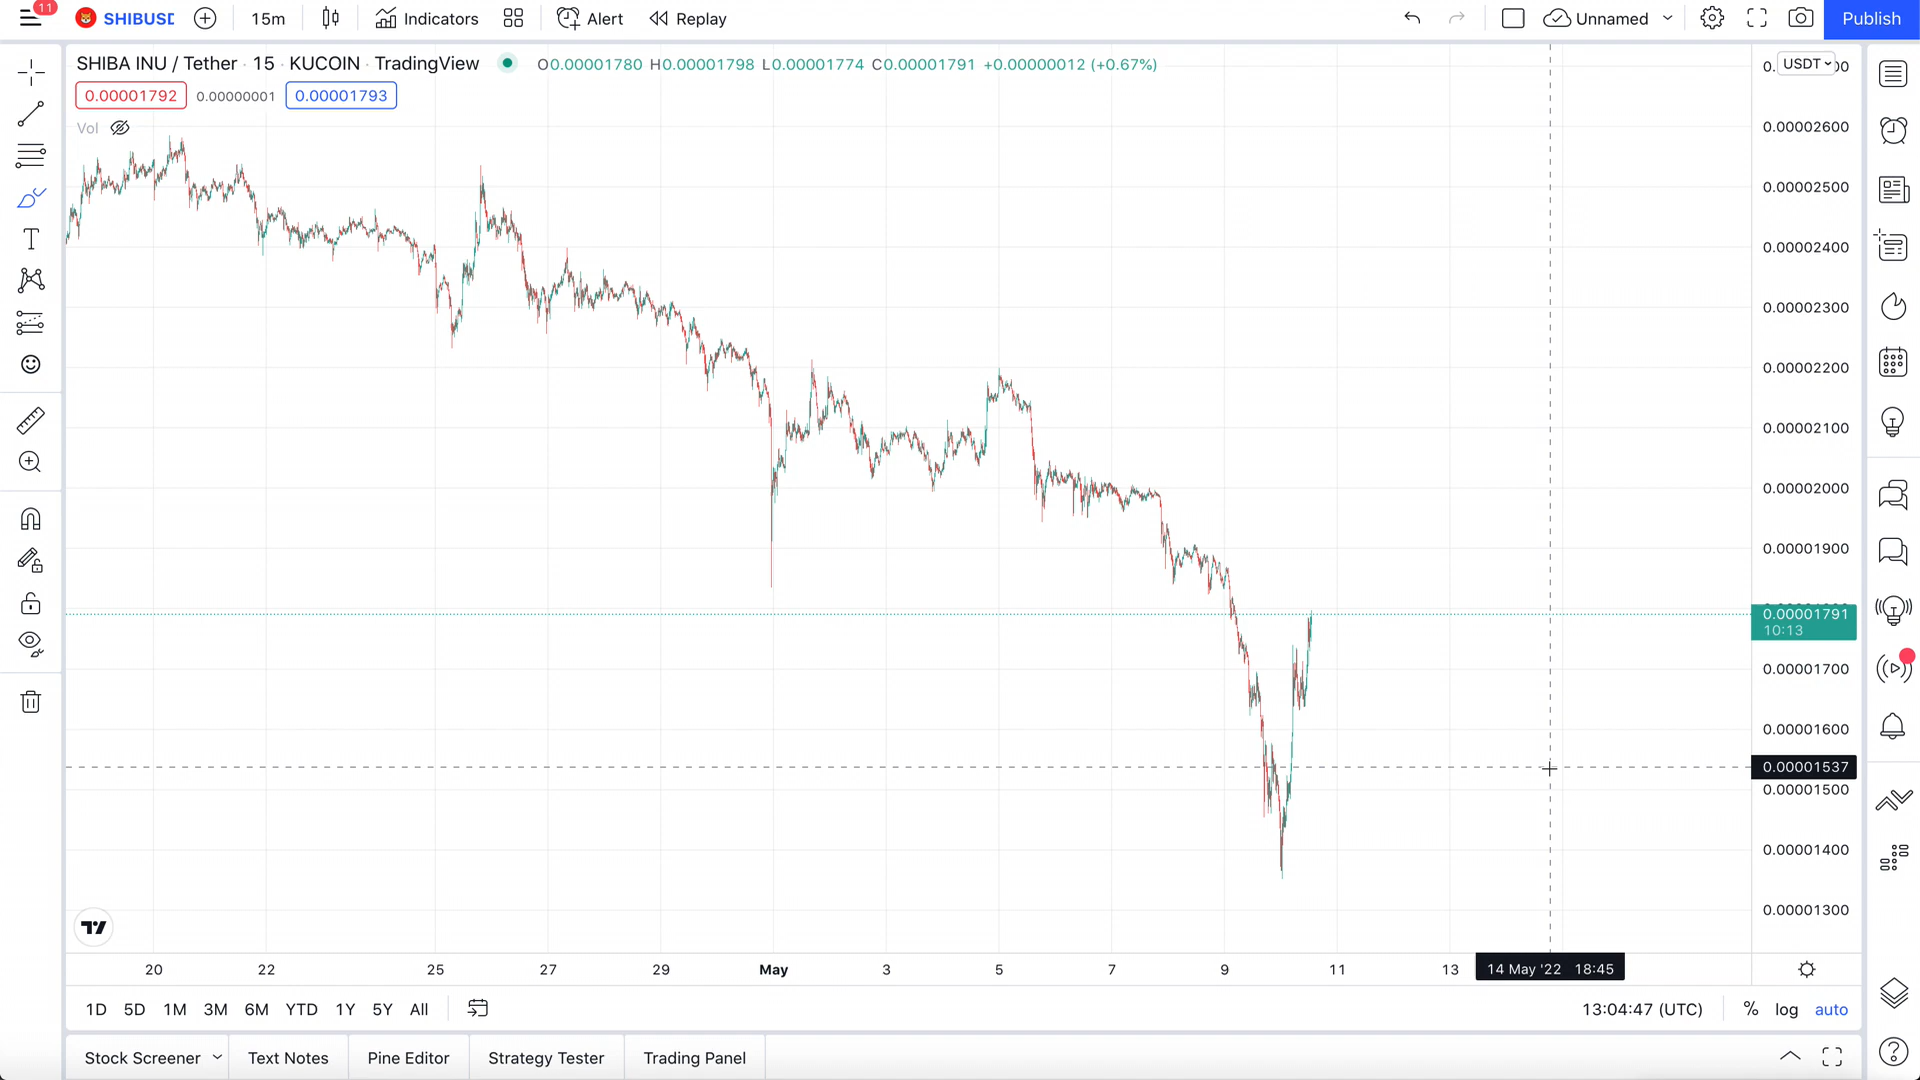 11
SHIBUSD
15m
Indicators
Alert
Replay
Unnamed
Publish
SHIBA INU / Tether · 15 · KUCOIN · TradingView
O0.00001780 H0.00001798 L0.00001774 C0.00001791 +0.00000012 (+0.67%)
USDT
0.00001792
0.00000001
0.00001793
Vol
0.00002600
0.00002500
0.00002400
0.00002300
0.00002200
0.00002100
0.00002000
0.00001900
0.00001791
10:13
0.00001700
0.00001600
0.00001537
0.00001500
0.00001400
0.00001300
20 22 25 27 29 May 3 5 7 9 11 13
14 May '22 18:45
1D 5D 1M 3M 6M YTD 1Y 5Y All
13:04:47 (UTC)
% log auto
Stock Screener
Text Notes
Pine Editor
Strategy Tester
Trading Panel